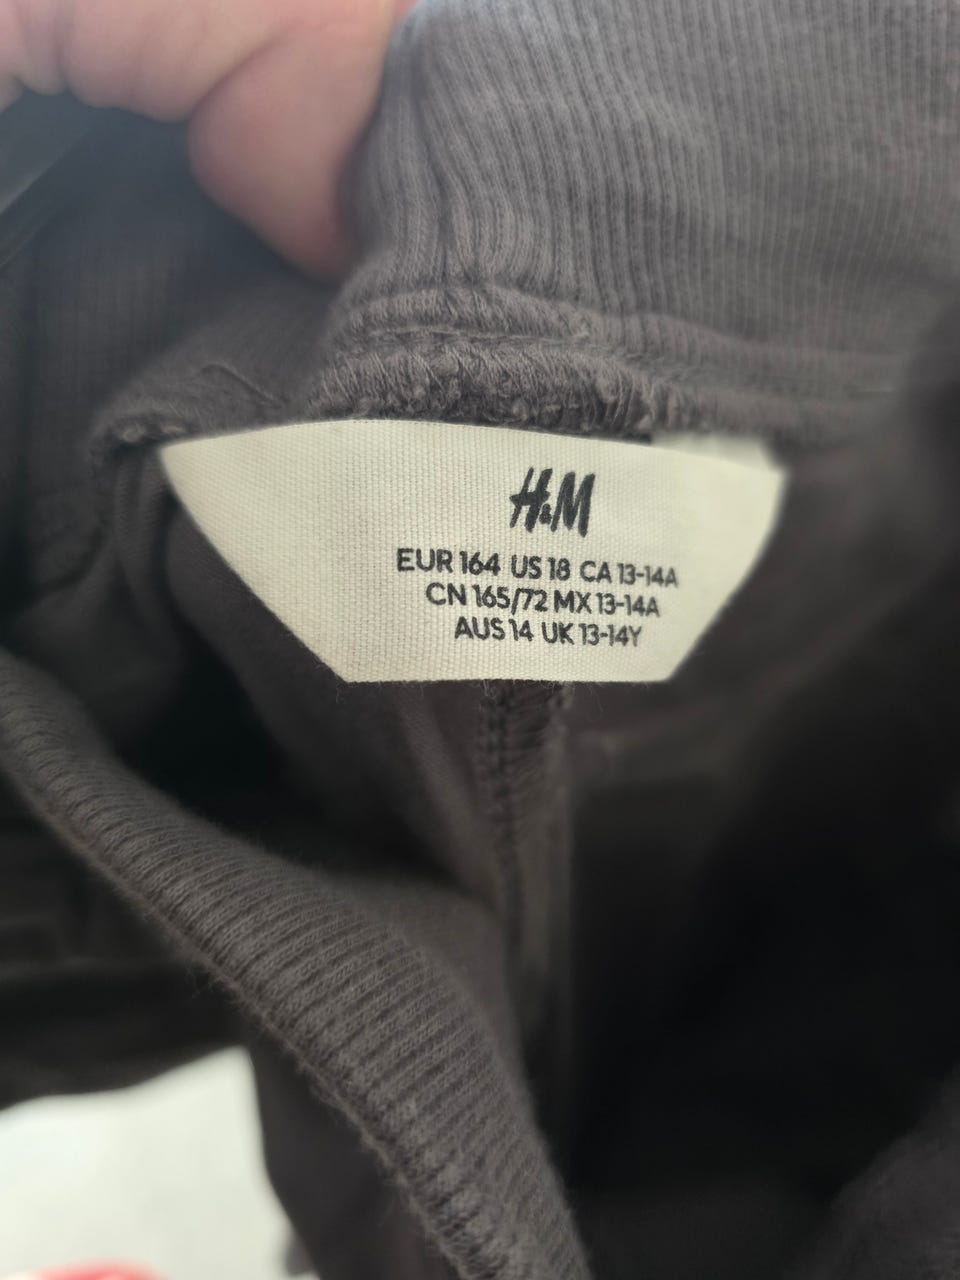 H&M
EUR 164 US 18 CA 13-14A
CN 165/72 MX 13-14A
AUS 14 UK 13-14Y